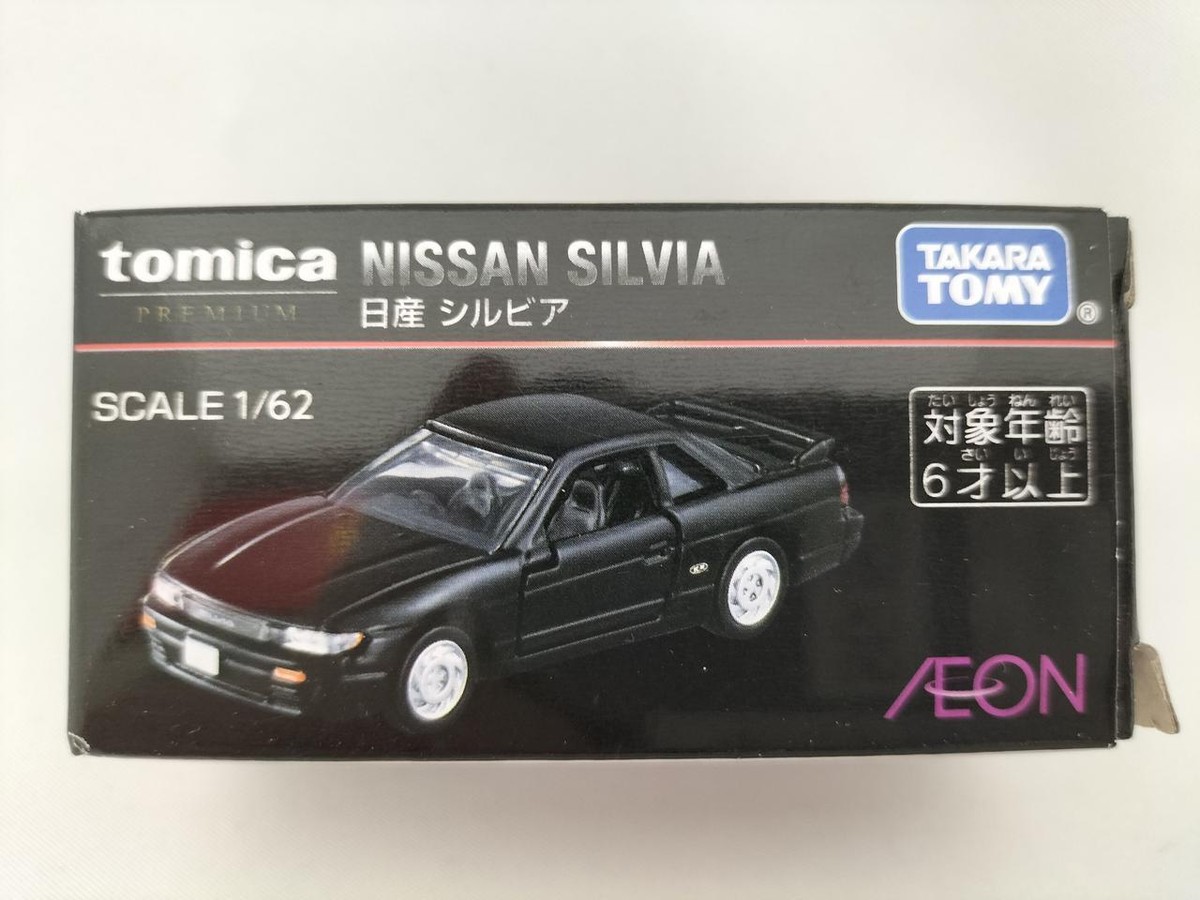 tomica
PREMIUM
NISSAN SILVIA
日産 シルビア
TAKARA
TOMY
®
SCALE 1/62
たい しょう ねん れい
対象年齢
さい い じょう
6才以上
K's
ÆON